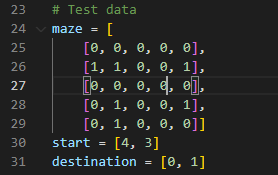 23 # Test data
24 maze = [
25 [0, 0, 0, 0, 0],
26 [1, 1, 0, 0, 1],
27 [0, 0, 0, 0, 0],
28 [0, 1, 0, 0, 1],
29 [0, 1, 0, 0, 0]]
30 start = [4, 3]
31 destination = [0, 1]